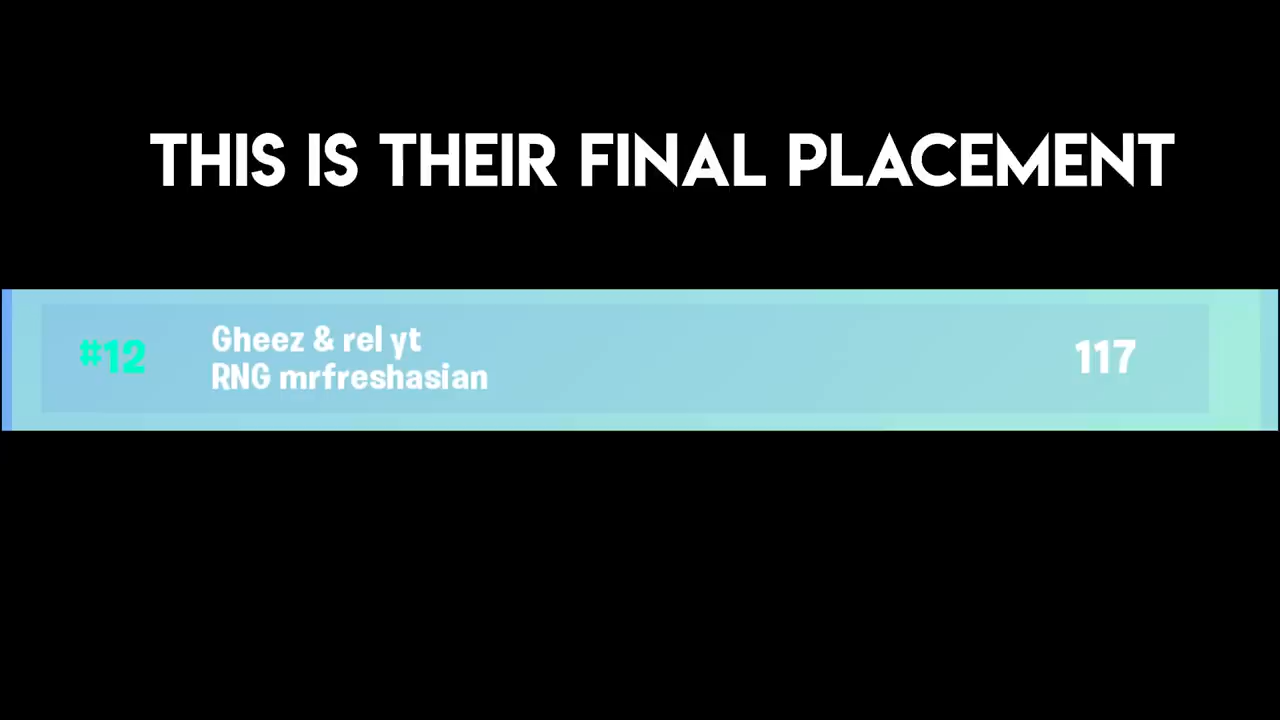 THIS IS THEIR FINAL PLACEMENT
#12
Gheez & rel yt
RNG mrfreshasian
117